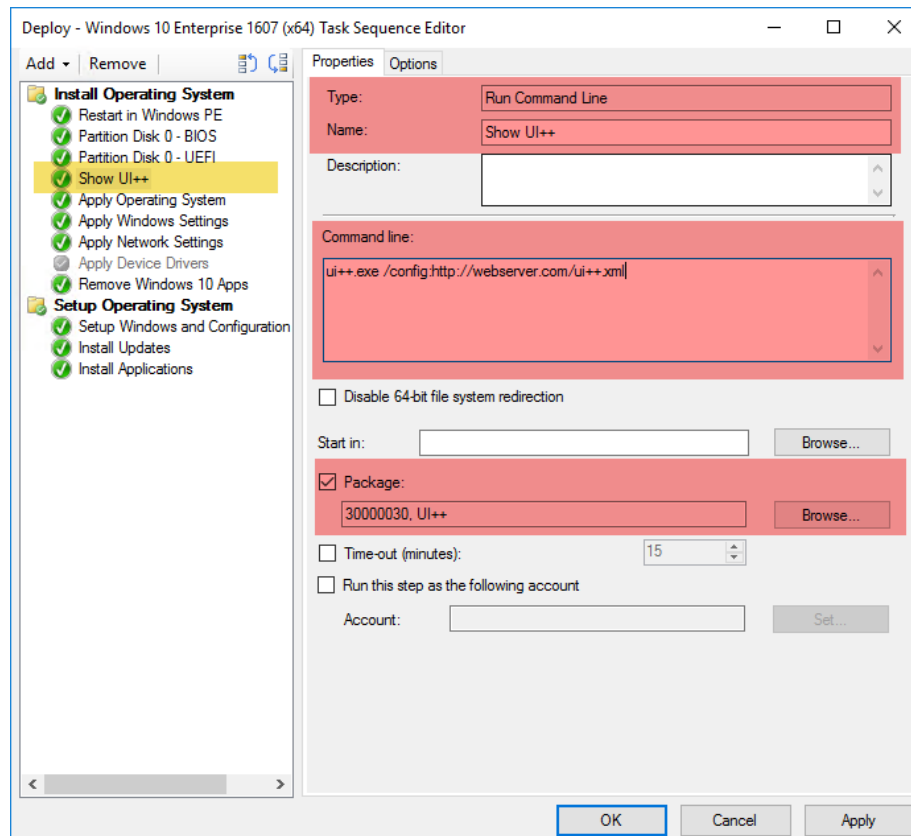 Deploy - Windows 10 Enterprise 1607 (x64) Task Sequence Editor
Add
Remove
Install Operating System
Restart in Windows PE
Partition Disk 0 - BIOS
Partition Disk 0 - UEFI
Show UI++
Apply Operating System
Apply Windows Settings
Apply Network Settings
Apply Device Drivers
Remove Windows 10 Apps
Setup Operating System
Setup Windows and Configuration
Install Updates
Install Applications
Properties
Options
Type:
Run Command Line
Name:
Show UI++
Description:
Command line:
ui++.exe /config:http://webserver.com/ui++.xml
Disable 64-bit file system redirection
Start in:
Browse...
Package:
30000030, UI++
Browse...
Time-out (minutes):
15
Run this step as the following account
Account:
Set...
OK
Cancel
Apply